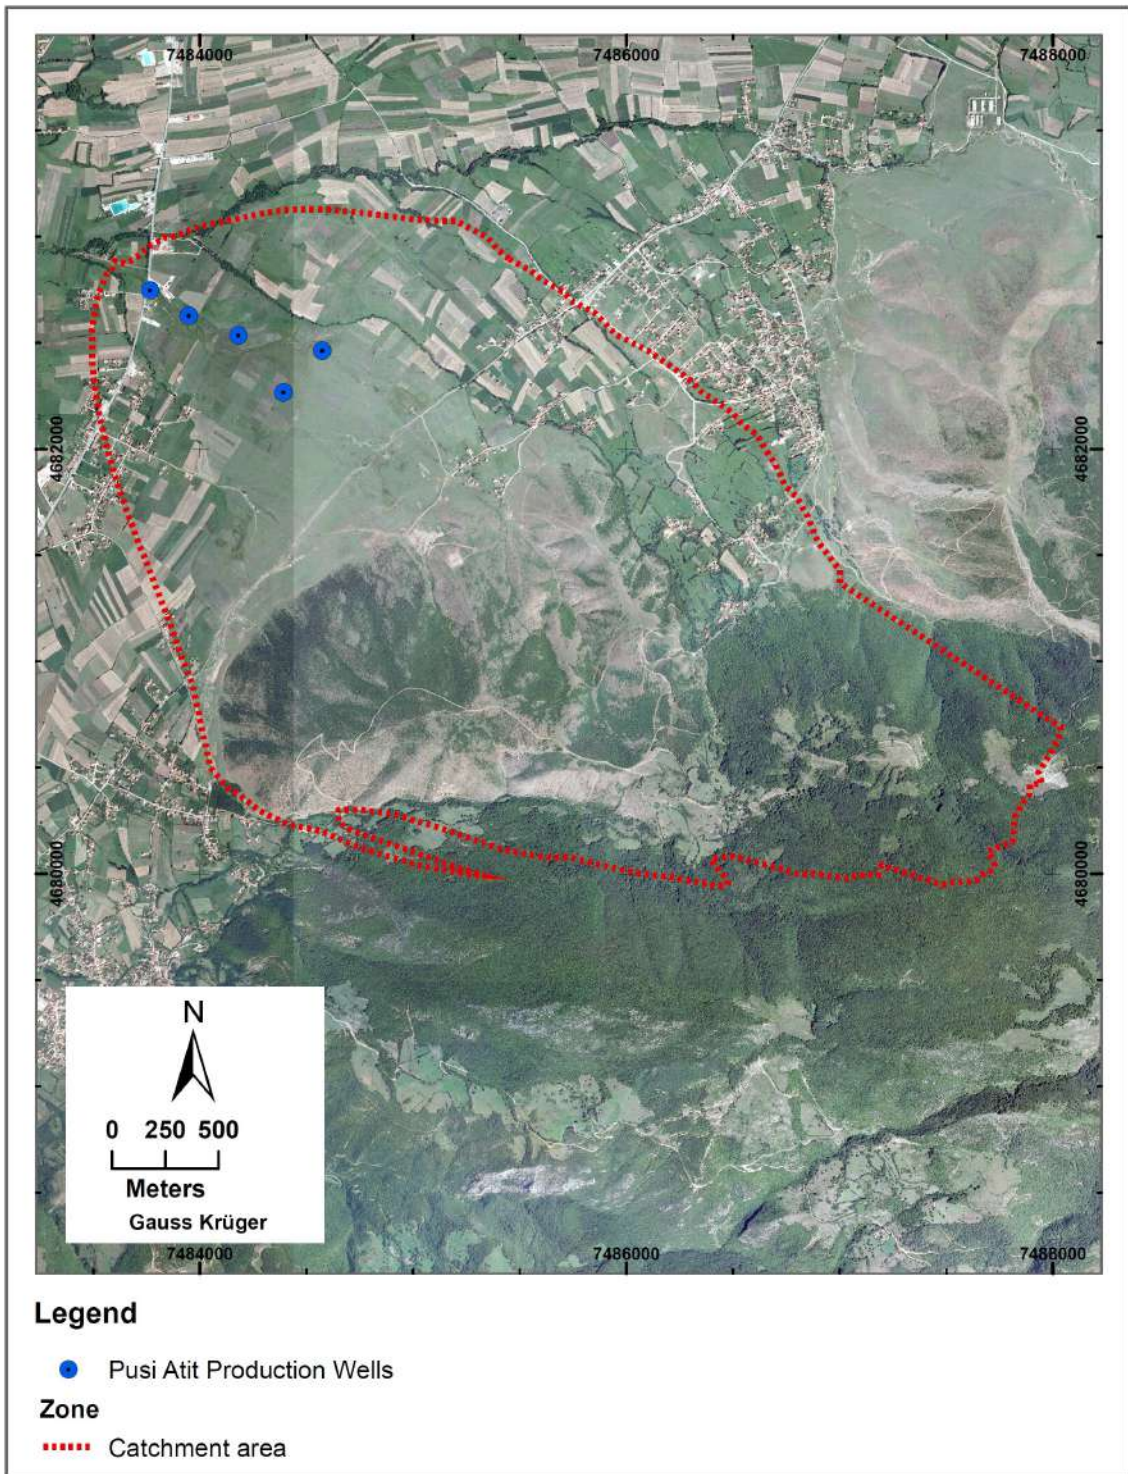 7484000 7486000 7488000
4682000 4682000
4680000 4680000
N
0 250 500
Meters
Gauss Krüger
7484000 7486000 7488000
Legend
Pusi Atit Production Wells
Zone
Catchment area